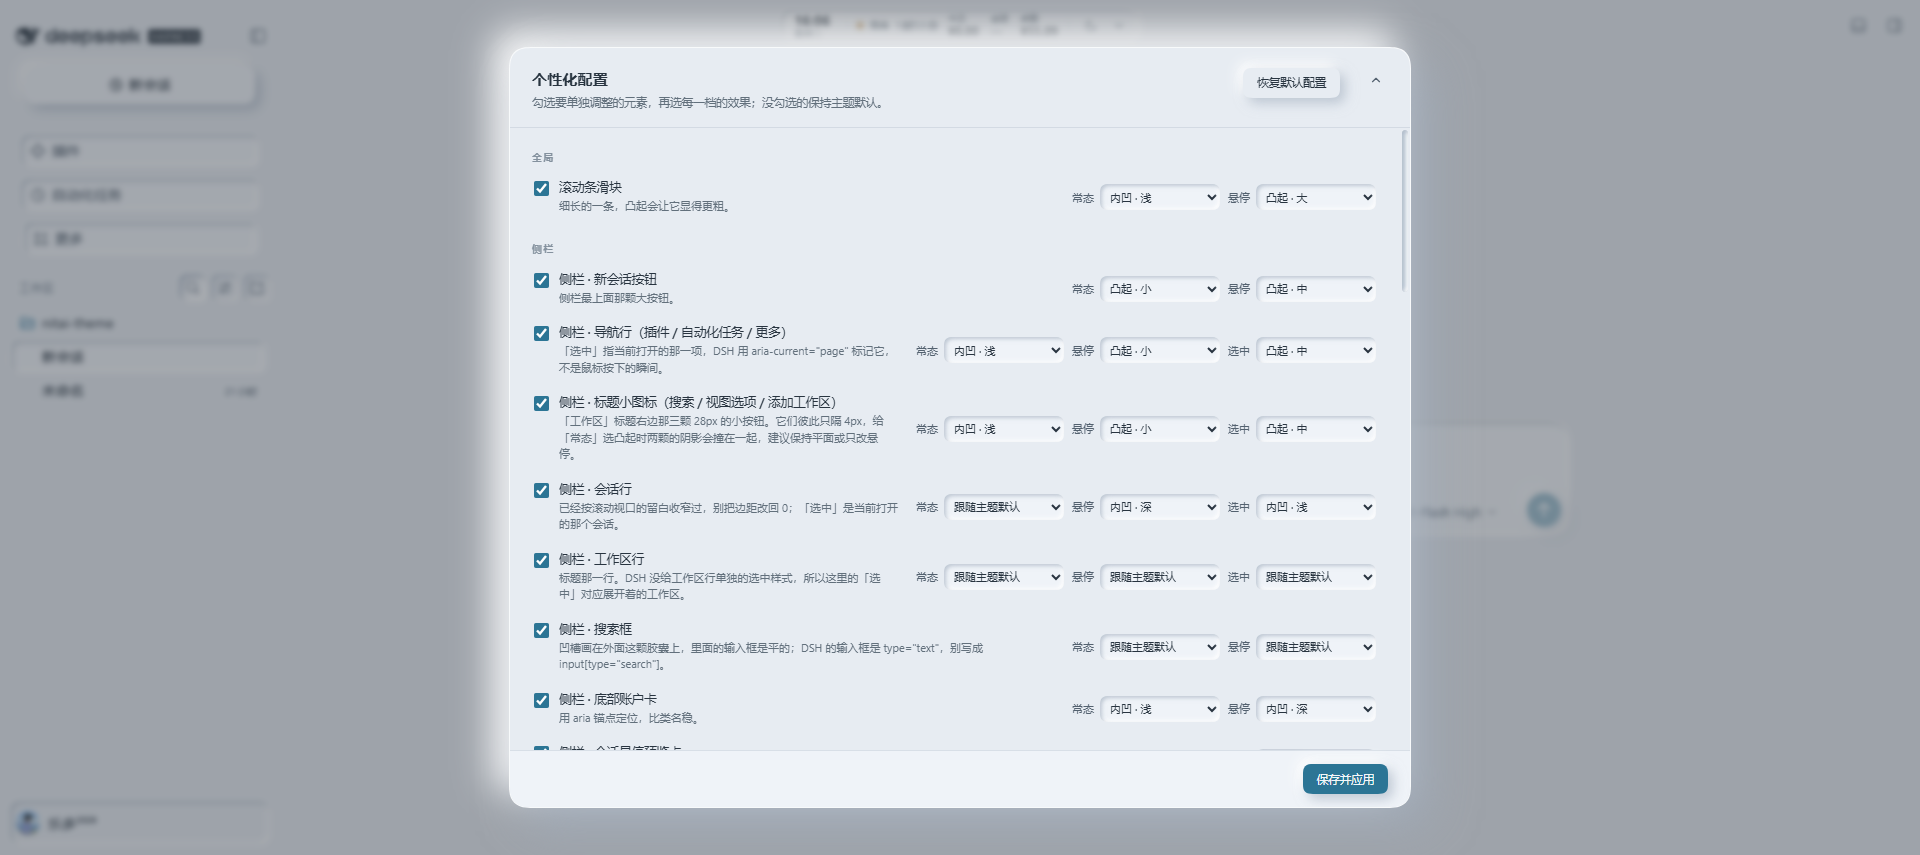 deepseek
个性化配置
恢复默认配置
勾选要单独调整的元素，再选每一档的效果；没勾选的保持主题默认。
全局
滚动条滑块
细长的一条，凸起会让它显得更粗。
常态 内凹 · 浅 悬停 凸起 · 大
侧栏
侧栏 · 新会话按钮
侧栏最上面那颗大按钮。
常态 凸起 · 小 悬停 凸起 · 中
侧栏 · 导航行（插件 / 自动化任务 / 更多）
「选中」指当前打开的那一项，DSH 用 aria-current="page" 标记它，
不是鼠标按下的瞬间。
常态 内凹 · 浅 悬停 凸起 · 小 选中 凸起 · 中
侧栏 · 标题小图标（搜索 / 视图选项 / 添加工作区）
「工作区」标题右边那三颗 28px 的小按钮。它们彼此只隔 4px，给
「常态」选凸起时两颗的阴影会撞在一起，建议保持平面或只改悬
停。
常态 内凹 · 浅 悬停 凸起 · 小 选中 凸起 · 中
侧栏 · 会话行
已经按滚动视口的留白收窄过，别把边距改回 0；「选中」是当前打开
的那个会话。
常态 跟随主题默认 悬停 内凹 · 深 选中 内凹 · 浅
侧栏 · 工作区行
标题那一行。DSH 没给工作区行单独的选中样式，所以这里的「选
中」对应展开着的工作区。
常态 跟随主题默认 悬停 跟随主题默认 选中 跟随主题默认
侧栏 · 搜索框
凹槽画在外面这颗胶囊上，里面的输入框是平的；DSH 的输入框是 type="text"，别写成
input[type="search"]。
常态 跟随主题默认 悬停 跟随主题默认
侧栏 · 底部账户卡
用 aria 锚点定位，比类名稳。
常态 内凹 · 浅 悬停 内凹 · 深
保存并应用